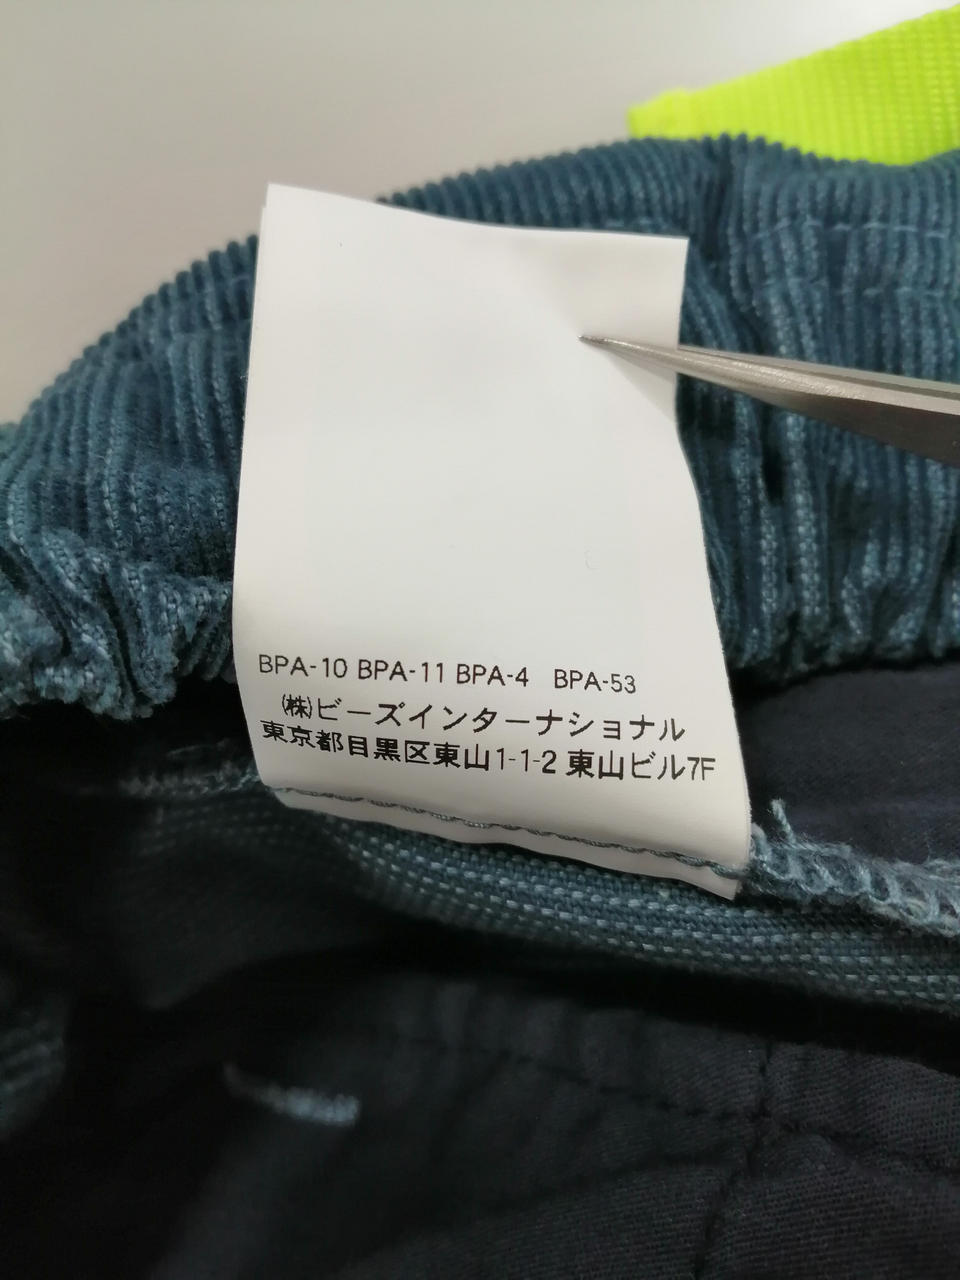 BPA-10 BPA-11 BPA-4 BPA-53
(株)ビーズインターナショナル
東京都目黒区東山1-1-2 東山ビル7F